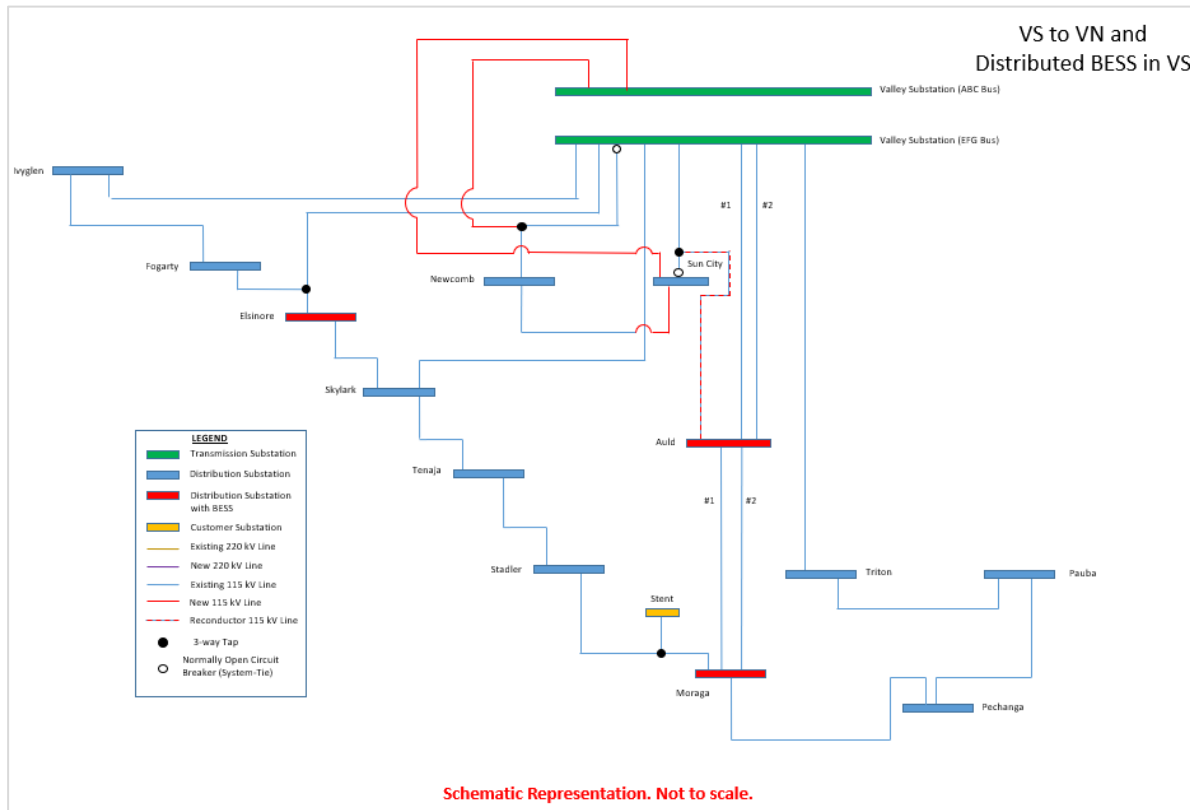 VS to VN and
Distributed BESS in VS
Valley Substation (ABC Bus)
Valley Substation (EFG Bus)
Ivyglen
#1
#2
Fogarty
Newcomb
Sun City
Elsinore
Skylark
LEGEND
Transmission Substation
Distribution Substation
Distribution Substation
with BESS
Customer Substation
Existing 220 kV Line
New 220 kV Line
Existing 115 kV Line
New 115 kV Line
Reconductor 115 kV Line
3-way Tap
Normally Open Circuit
Breaker (System-Tie)
Auld
Tenaja
#1
#2
Stadler
Triton
Pauba
Stent
Moraga
Pechanga
Schematic Representation. Not to scale.